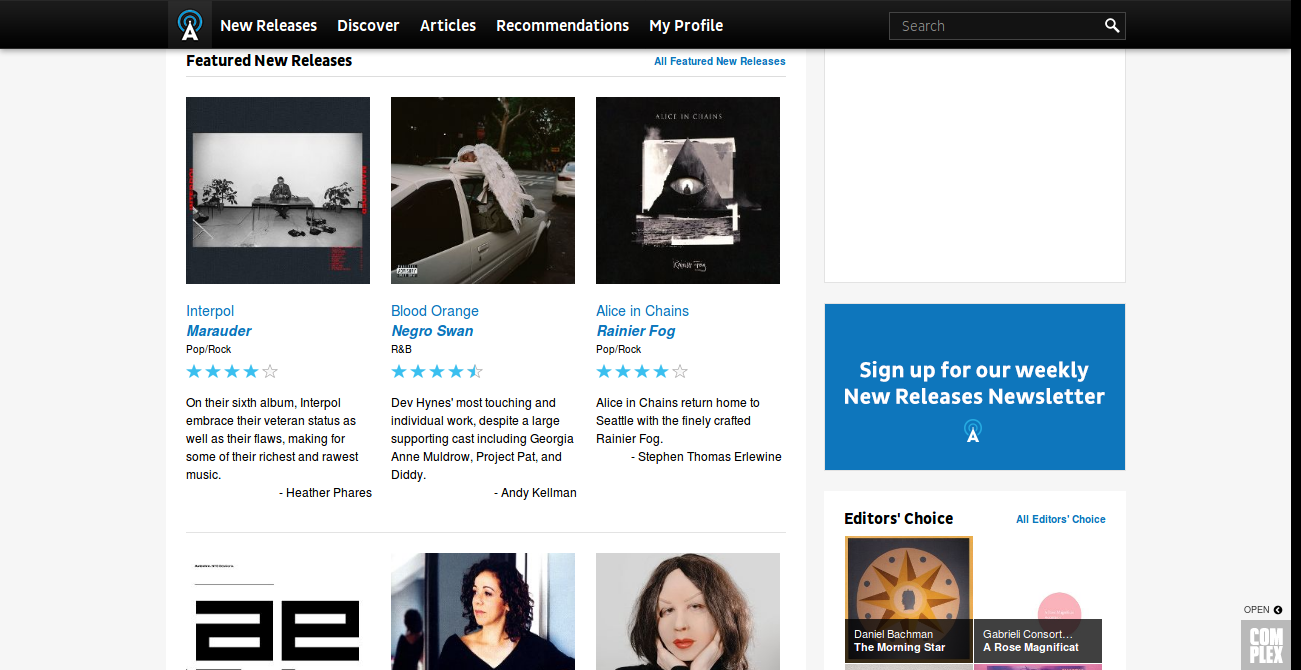 New Releases Discover Articles Recommendations My Profile Search
Featured New Releases All Featured New Releases
ALICE IN CHAINS
Rainier Fog
Interpol
Marauder
Pop/Rock
On their sixth album, Interpol
embrace their veteran status as
well as their flaws, making for
some of their richest and rawest
music.
- Heather Phares
Blood Orange
Negro Swan
R&B
Dev Hynes' most touching and
individual work, despite a large
supporting cast including Georgia
Anne Muldrow, Project Pat, and
Diddy.
- Andy Kellman
Alice in Chains
Rainier Fog
Pop/Rock
Alice in Chains return home to
Seattle with the finely crafted
Rainier Fog.
- Stephen Thomas Erlewine
ae
Sign up for our weekly
New Releases Newsletter
Editors' Choice All Editors' Choice
Daniel Bachman
The Morning Star
Gabrieli Consort...
A Rose Magnificat
OPEN
COM
PLEX